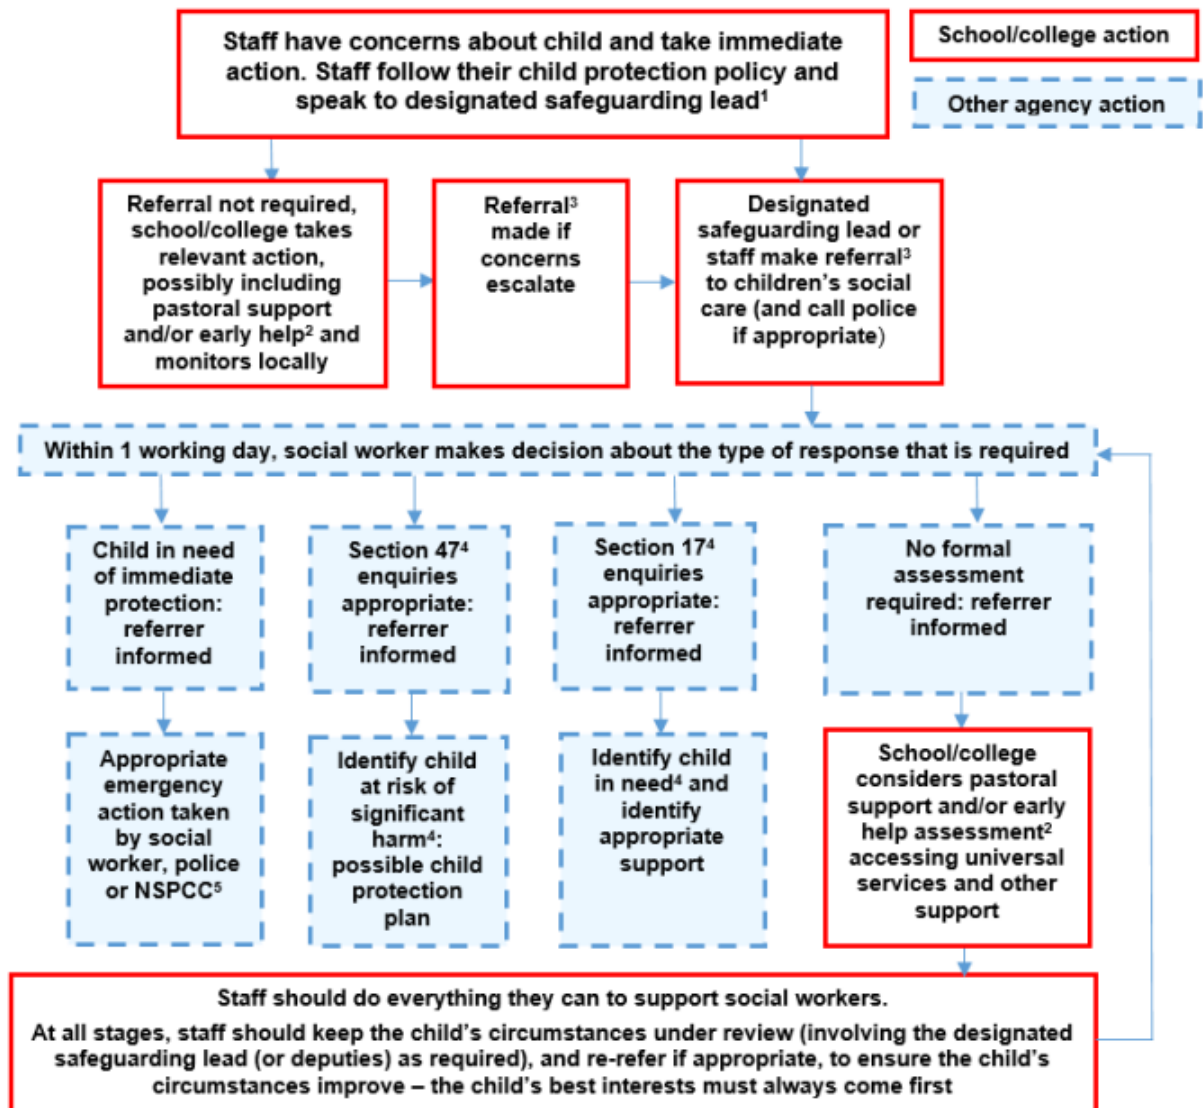 Staff have concerns about child and take immediate
action. Staff follow their child protection policy and
speak to designated safeguarding lead¹
School/college action
Other agency action
Referral not required,
school/college takes
relevant action,
possibly including
pastoral support
and/or early help² and
monitors locally
Referral³
made if
concerns
escalate
Designated
safeguarding lead or
staff make referral³
to children’s social
care (and call police
if appropriate)
Within 1 working day, social worker makes decision about the type of response that is required
Child in need
of immediate
protection:
referrer
informed
Section 47⁴
enquiries
appropriate:
referrer
informed
Section 17⁴
enquiries
appropriate:
referrer
informed
No formal
assessment
required: referrer
informed
Appropriate
emergency
action taken
by social
worker, police
or NSPCC⁵
Identify child
at risk of
significant
harm⁴:
possible child
protection
plan
Identify child
in need⁴ and
identify
appropriate
support
School/college
considers pastoral
support and/or early
help assessment²
accessing universal
services and other
support
Staff should do everything they can to support social workers.
At all stages, staff should keep the child’s circumstances under review (involving the designated
safeguarding lead (or deputies) as required), and re-refer if appropriate, to ensure the child’s
circumstances improve – the child’s best interests must always come first